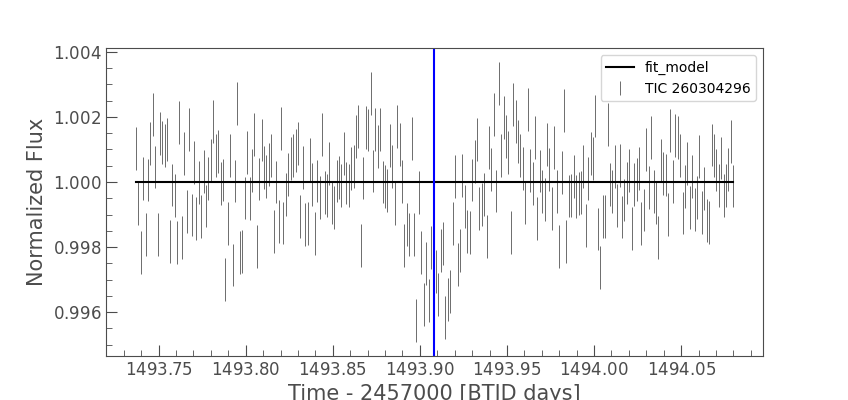 1.004
1.002
1.000
0.998
0.996
Normalized Flux
fit_model
TIC 260304296
1493.75 1493.80 1493.85 1493.90 1493.95 1494.00 1494.05
Time - 2457000 [BTJD days]